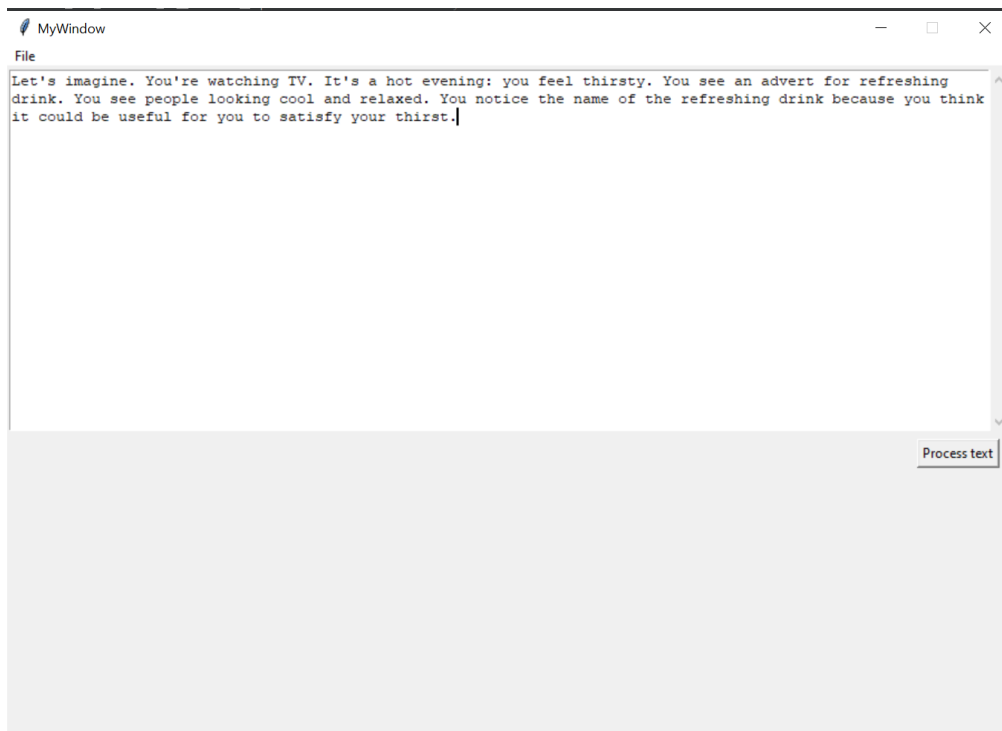 MyWindow
File
Let's imagine. You're watching TV. It's a hot evening: you feel thirsty. You see an advert for refreshing
drink. You see people looking cool and relaxed. You notice the name of the refreshing drink because you think
it could be useful for you to satisfy your thirst.
Process text